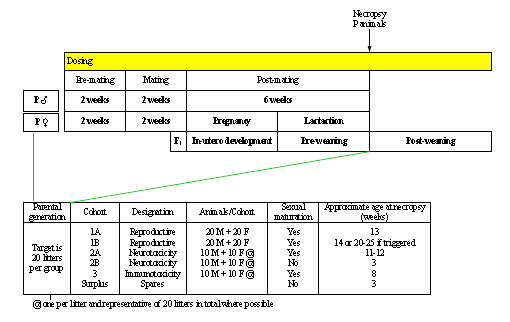 Necropsy
P animals
Dosing
Pre-mating Mating Post-mating
P ♂ 2 weeks 2 weeks 6 weeks
P ♀ 2 weeks 2 weeks Pregnancy Lactaction
F1 In-utero development Pre-weaning Post-weaning
Parental generation Cohort Designation Animals/Cohort Sexual maturation Approximate age at necropsy (weeks)
Target is 20 litters per group
1A Reproductive 20 M + 20 F Yes 13
1B Reproductive 20 M + 20 F Yes 14 or 20-25 if triggered
2A Neurotoxicity 10 M + 10 F @ Yes 11-12
2B Neurotoxicity 10 M + 10 F @ No 3
3 Immunotoxicity 10 M + 10 F @ Yes 8
Surplus Spares No 3
@ one per litter and representative of 20 litters in total where possible